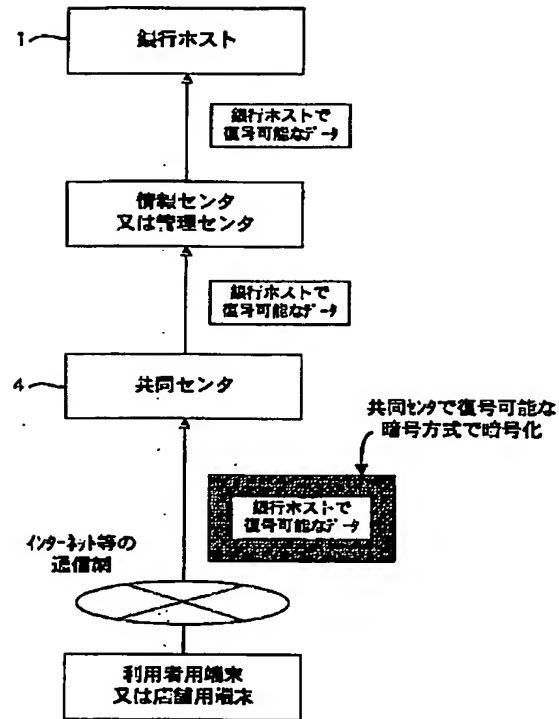 1
銀行ホスト
銀行ホストで
復号可能なデータ
情報センタ
又は管理センタ
銀行ホストで
復号可能なデータ
4
共同センタ
共同センタで復号可能な
暗号方式で暗号化
銀行ホストで
復号可能なデータ
インターネット等の
通信網
利用者用端末
又は店舗用端末